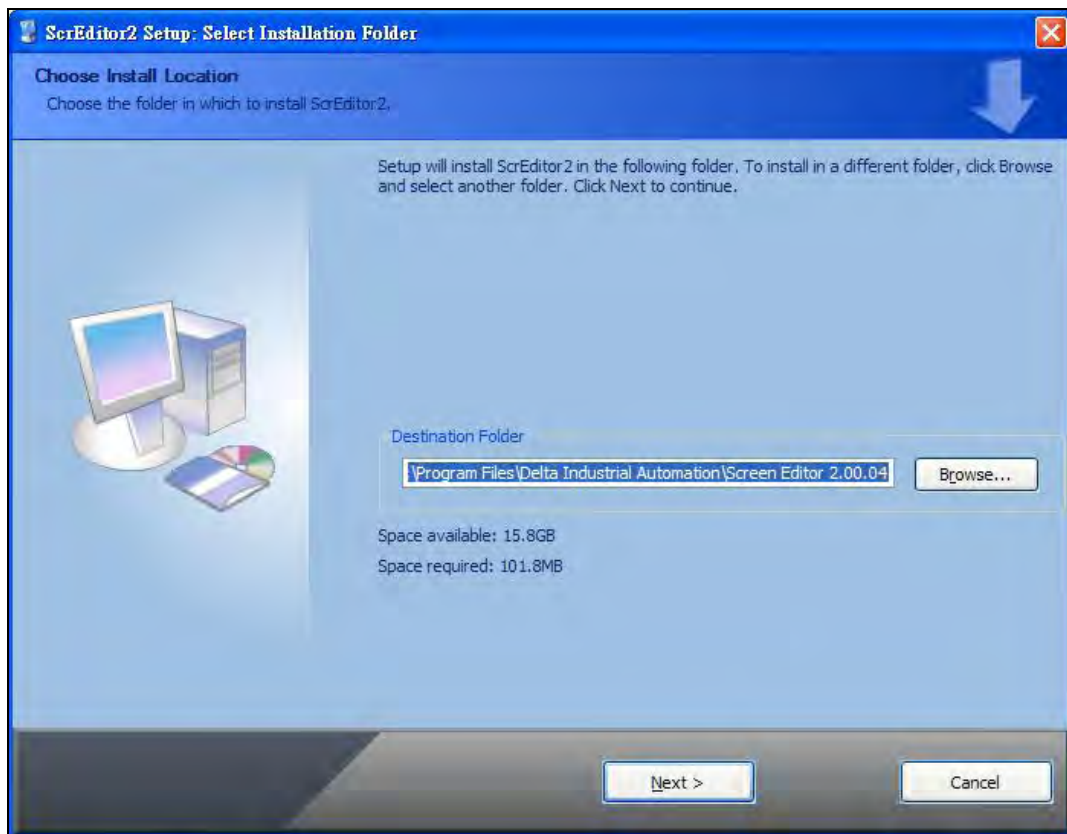 ScrEditor2 Setup: Select Installation Folder
Choose Install Location
Choose the folder in which to install ScrEditor2.
Setup will install ScrEditor2 in the following folder. To install in a different folder, click Browse
and select another folder. Click Next to continue.
Destination Folder
:\Program Files\Delta Industrial Automation\Screen Editor 2.00.04
Browse...
Space available: 15.8GB
Space required: 101.8MB
Next >
Cancel